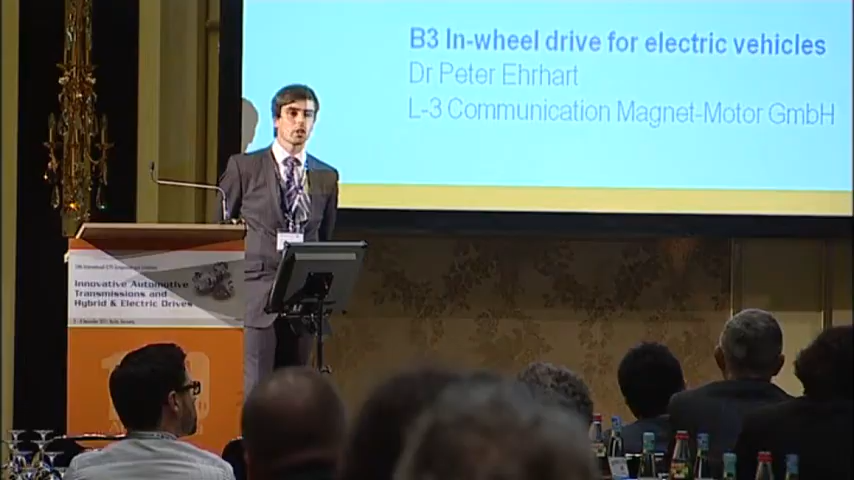 B3 In-wheel drive for electric vehicles
Dr Peter Ehrhart
L-3 Communication Magnet-Motor GmbH
Innovative Automotive
Transmissions and
Hybrid & Electric Drives